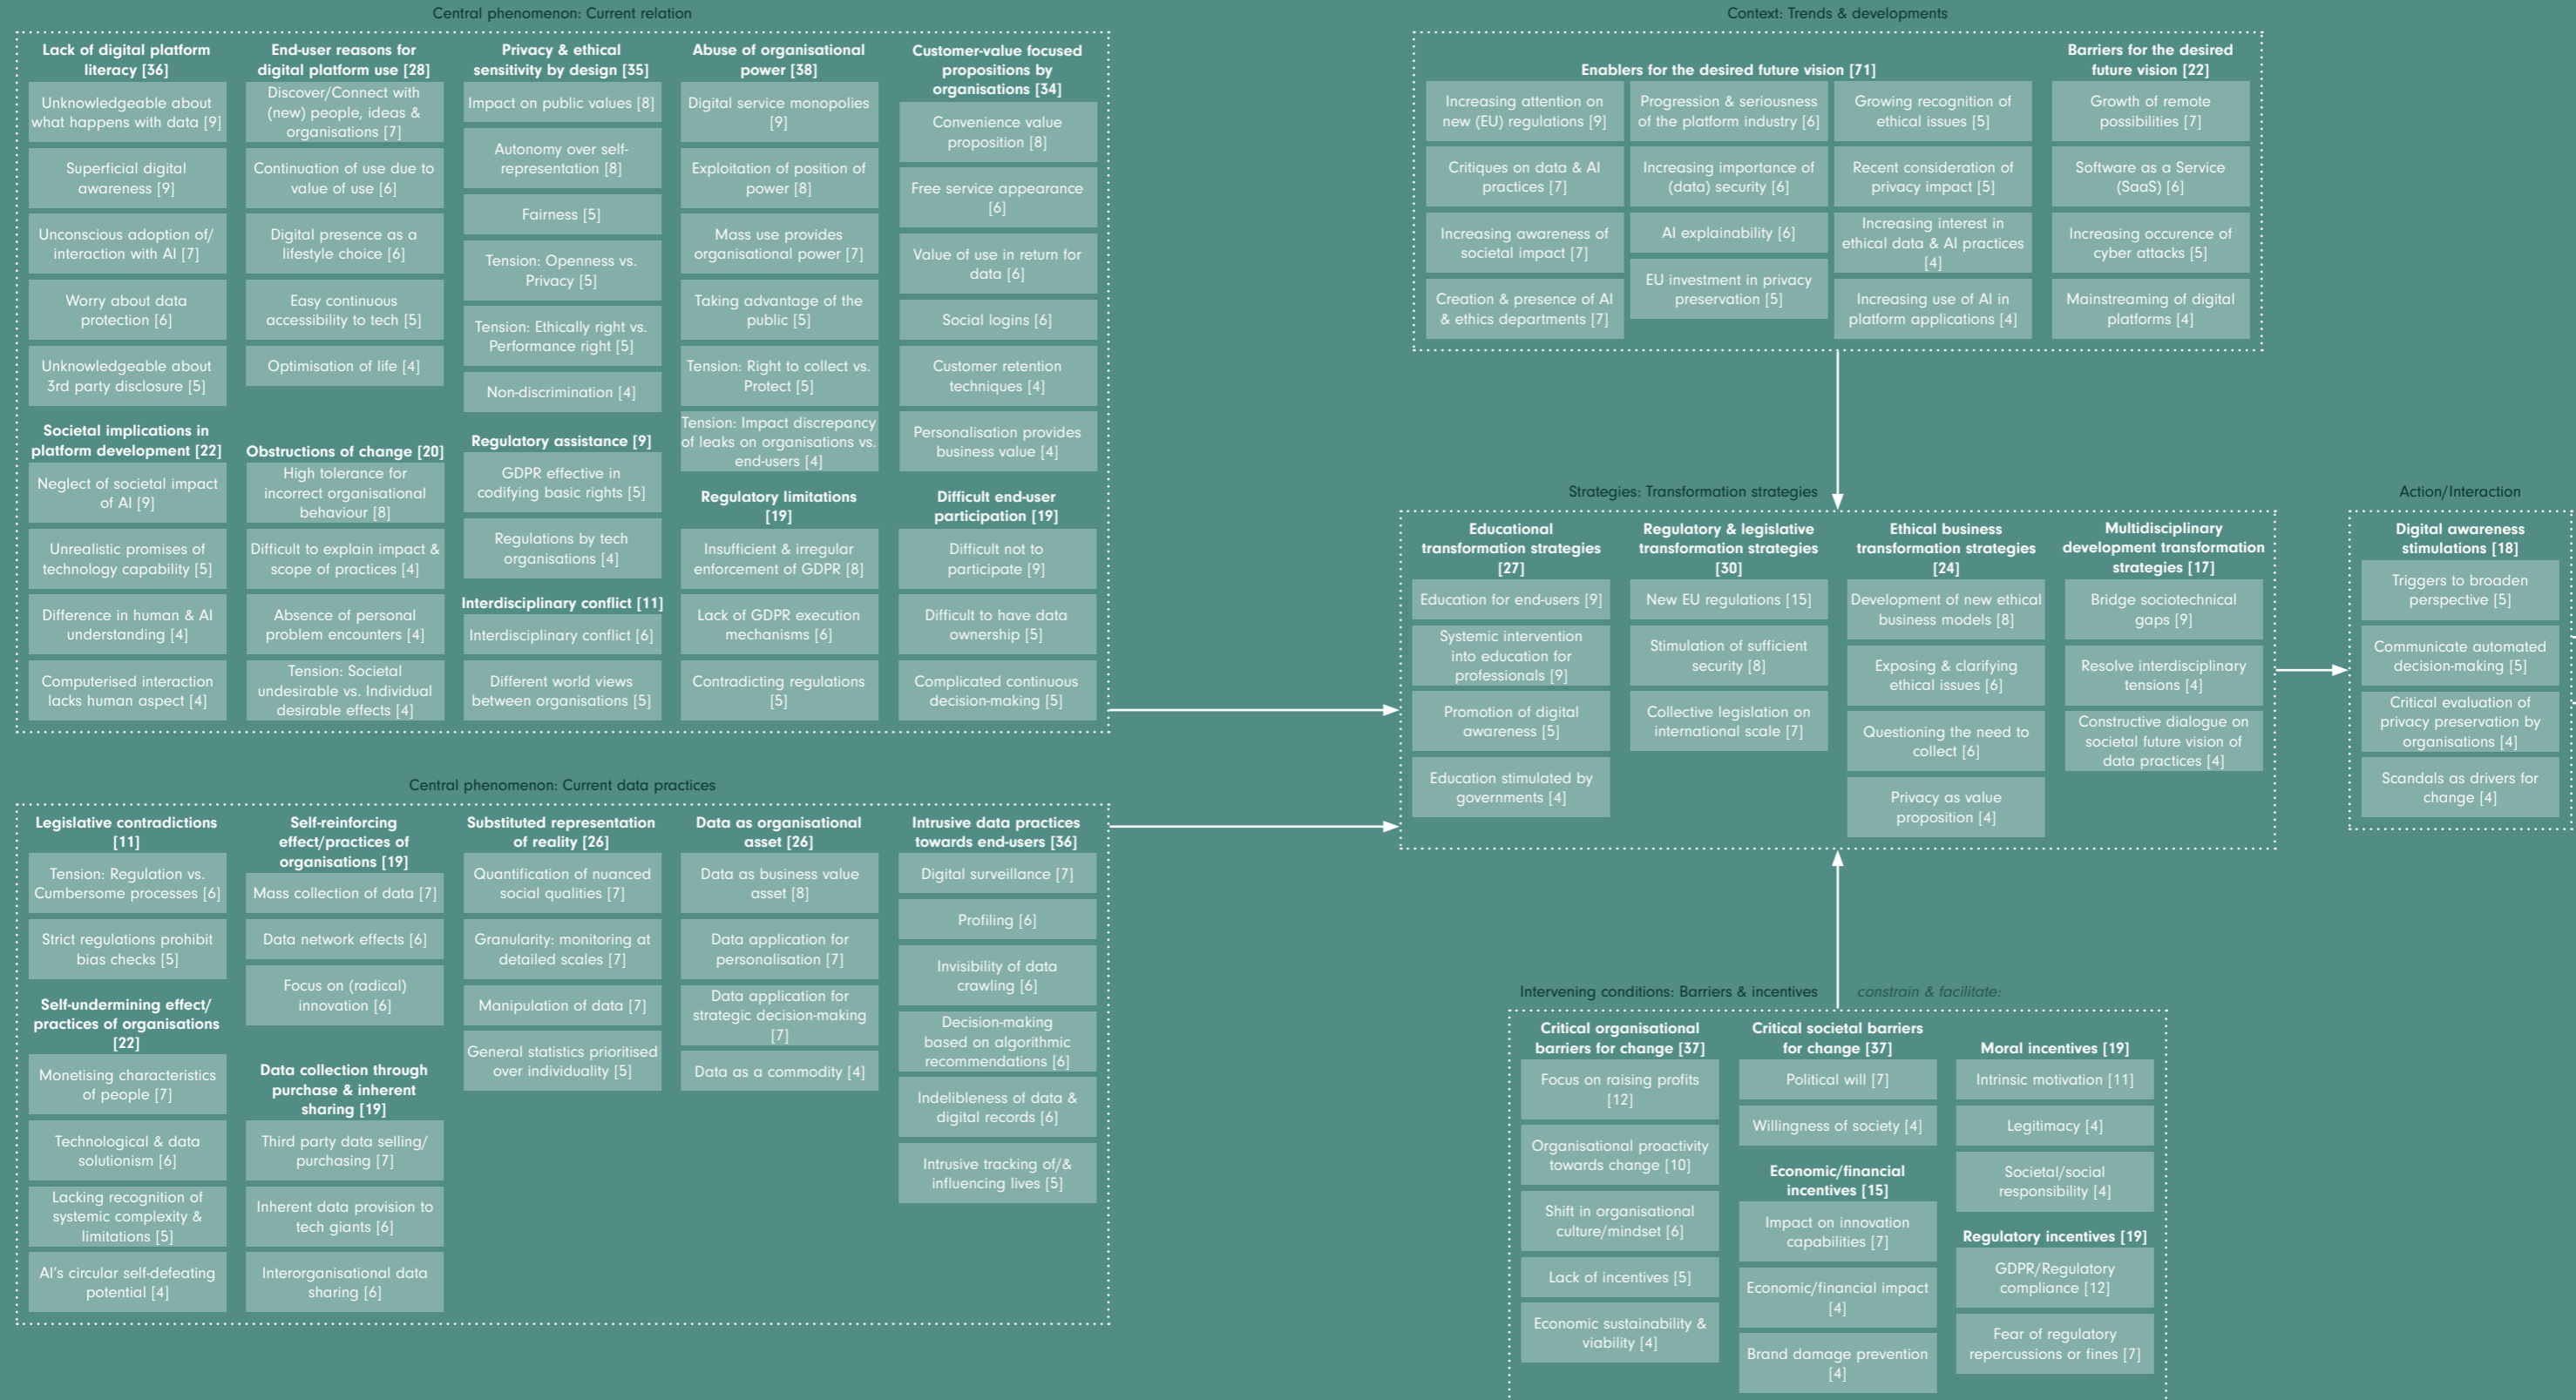 Central phenomenon: Current relation
Lack of digital platform
literacy [36]
Unknowledgeable about
what happens with data [9]
Superficial digital
awareness [9]
Unconscious adoption of/
interaction with AI [7]
Worry about data
protection [6]
Unknowledgeable about
3rd party disclosure [5]
Societal implications in
platform development [22]
Neglect of societal impact
of AI [9]
Unrealistic promises of
technology capability [5]
Difference in human & AI
understanding [4]
Computerised interaction
lacks human aspect [4]
End-user reasons for
digital platform use [28]
Discover/Connect with
(new) people, ideas &
organisations [7]
Continuation of use due to
value of use [6]
Digital presence as a
lifestyle choice [6]
Easy continuous
accessibility to tech [5]
Optimisation of life [4]
Obstructions of change [20]
High tolerance for
incorrect organisational
behaviour [8]
Difficult to explain impact &
scope of practices [4]
Absence of personal
problem encounters [4]
Tension: Societal
undesirable vs. Individual
desirable effects [4]
Privacy & ethical
sensitivity by design [35]
Impact on public values [8]
Autonomy over self-
representation [8]
Fairness [5]
Tension: Openness vs.
Privacy [5]
Tension: Ethically right vs.
Performance right [5]
Non-discrimination [4]
Regulatory assistance [9]
GDPR effective in
codifying basic rights [5]
Regulations by tech
organisations [4]
Interdisciplinary conflict [11]
Interdisciplinary conflict [6]
Different world views
between organisations [5]
Abuse of organisational
power [38]
Digital service monopolies
[9]
Exploitation of position of
power [8]
Mass use provides
organisational power [7]
Taking advantage of the
public [5]
Tension: Right to collect vs.
Protect [5]
Tension: Impact discrepancy
of leaks on organisations vs.
end-users [4]
Regulatory limitations
[19]
Insufficient & irregular
enforcement of GDPR [8]
Lack of GDPR execution
mechanisms [6]
Contradicting regulations
[5]
Customer-value focused
propositions by
organisations [34]
Convenience value
proposition [8]
Free service appearance
[6]
Value of use in return for
data [6]
Social logins [6]
Customer retention
techniques [4]
Personalisation provides
business value [4]
Difficult end-user
participation [19]
Difficult not to
participate [9]
Difficult to have data
ownership [5]
Complicated continuous
decision-making [5]
Central phenomenon: Current data practices
Legislative contradictions
[11]
Tension: Regulation vs.
Cumbersome processes [6]
Strict regulations prohibit
bias checks [5]
Self-undermining effect/
practices of organisations
[22]
Monetising characteristics
of people [7]
Technological & data
solutionism [6]
Lacking recognition of
systemic complexity &
limitations [5]
AI's circular self-defeating
potential [4]
Self-reinforcing
effect/practices of
organisations [19]
Mass collection of data [7]
Data network effects [6]
Focus on (radical)
innovation [6]
Data collection through
purchase & inherent
sharing [19]
Third party data selling/
purchasing [7]
Inherent data provision to
tech giants [6]
Interorganisational data
sharing [6]
Substituted representation
of reality [26]
Quantification of nuanced
social qualities [7]
Granularity: monitoring at
detailed scales [7]
Manipulation of data [7]
General statistics prioritised
over individuality [5]
Data as organisational
asset [26]
Data as business value
asset [8]
Data application for
personalisation [7]
Data application for
strategic decision-making
[7]
Data as a commodity [4]
Intrusive data practices
towards end-users [36]
Digital surveillance [7]
Profiling [6]
Invisibility of data
crawling [6]
Decision-making
based on algorithmic
recommendations [6]
Indelibleness of data &
digital records [6]
Intrusive tracking of/&
influencing lives [5]
Context: Trends & developments
Enablers for the desired future vision [71]
Increasing attention on
new (EU) regulations [9]
Critiques on data & AI
practices [7]
Increasing awareness of
societal impact [7]
Creation & presence of AI
& ethics departments [7]
Progression & seriousness
of the platform industry [6]
Increasing importance of
(data) security [6]
AI explainability [6]
EU investment in privacy
preservation [5]
Growing recognition of
ethical issues [5]
Recent consideration of
privacy impact [5]
Increasing interest in
ethical data & AI practices
[4]
Increasing use of AI in
platform applications [4]
Barriers for the desired
future vision [22]
Growth of remote
possibilities [7]
Software as a Service
(SaaS) [6]
Increasing occurence of
cyber attacks [5]
Mainstreaming of digital
platforms [4]
Strategies: Transformation strategies
Educational
transformation strategies
[27]
Education for end-users [9]
Systemic intervention
into education for
professionals [9]
Promotion of digital
awareness [5]
Education stimulated by
governments [4]
Regulatory & legislative
transformation strategies
[30]
New EU regulations [15]
Stimulation of sufficient
security [8]
Collective legislation on
international scale [7]
Ethical business
transformation strategies
[24]
Development of new ethical
business models [8]
Exposing & clarifying
ethical issues [6]
Questioning the need to
collect [6]
Privacy as value
proposition [4]
Multidisciplinary
development transformation
strategies [17]
Bridge sociotechnical
gaps [9]
Resolve interdisciplinary
tensions [4]
Constructive dialogue on
societal future vision of
data practices [4]
Action/Interaction
Digital awareness
stimulations [18]
Triggers to broaden
perspective [5]
Communicate automated
decision-making [5]
Critical evaluation of
privacy preservation by
organisations [4]
Scandals as drivers for
change [4]
Intervening conditions: Barriers & incentives
constrain & facilitate:
Critical organisational
barriers for change [37]
Focus on raising profits
[12]
Organisational proactivity
towards change [10]
Shift in organisational
culture/mindset [6]
Lack of incentives [5]
Economic sustainability &
viability [4]
Critical societal barriers
for change [37]
Political will [7]
Willingness of society [4]
Economic/financial
incentives [15]
Impact on innovation
capabilities [7]
Economic/financial impact
[4]
Brand damage prevention
[4]
Moral incentives [19]
Intrinsic motivation [11]
Legitimacy [4]
Societal/social
responsibility [4]
Regulatory incentives [19]
GDPR/Regulatory
compliance [12]
Fear of regulatory
repercussions or fines [7]